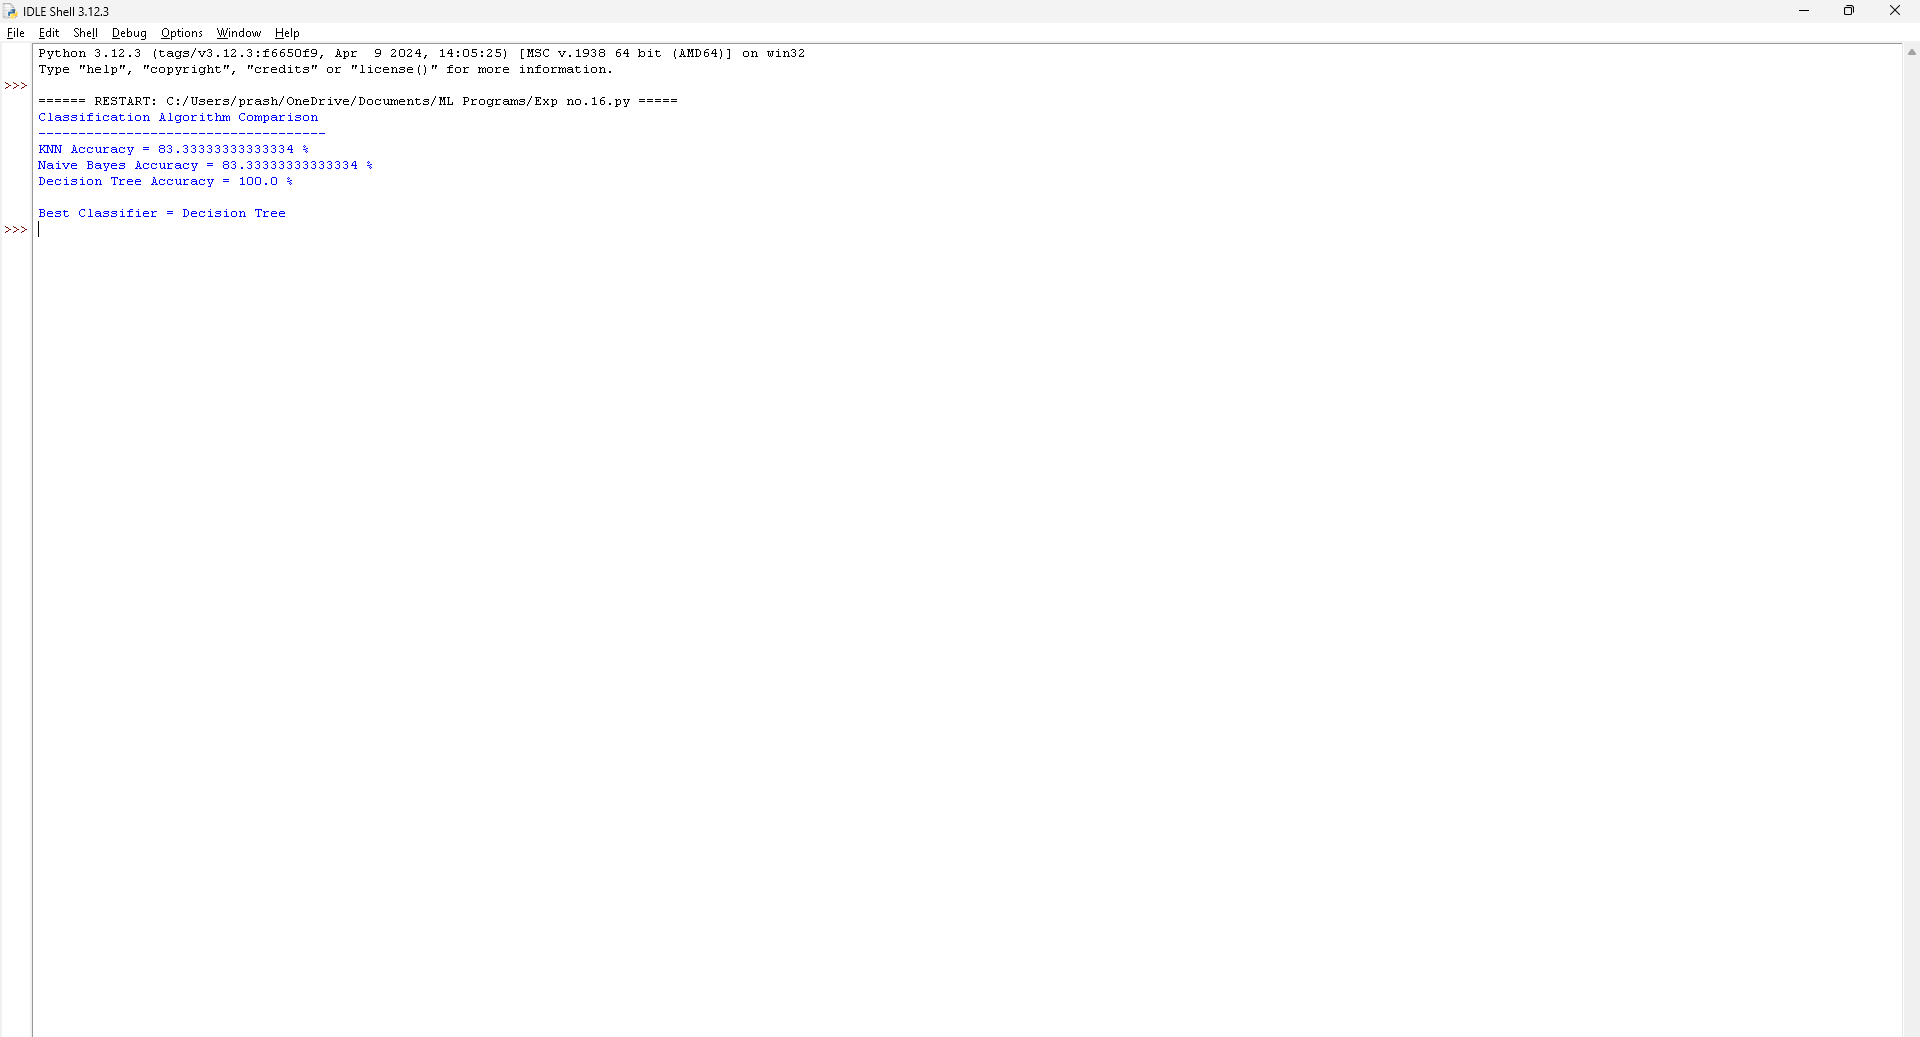 IDLE Shell 3.12.3
File Edit Shell Debug Options Window Help
Python 3.12.3 (tags/v3.12.3:f6650f9, Apr  9 2024, 14:05:25) [MSC v.1938 64 bit (AMD64)] on win32
Type "help", "copyright", "credits" or "license()" for more information.
>>>
====== RESTART: C:/Users/prash/OneDrive/Documents/ML Programs/Exp no.16.py =====
Classification Algorithm Comparison
------------------------------------
KNN Accuracy = 83.33333333333334 %
Naive Bayes Accuracy = 83.33333333333334 %
Decision Tree Accuracy = 100.0 %
Best Classifier = Decision Tree
>>>